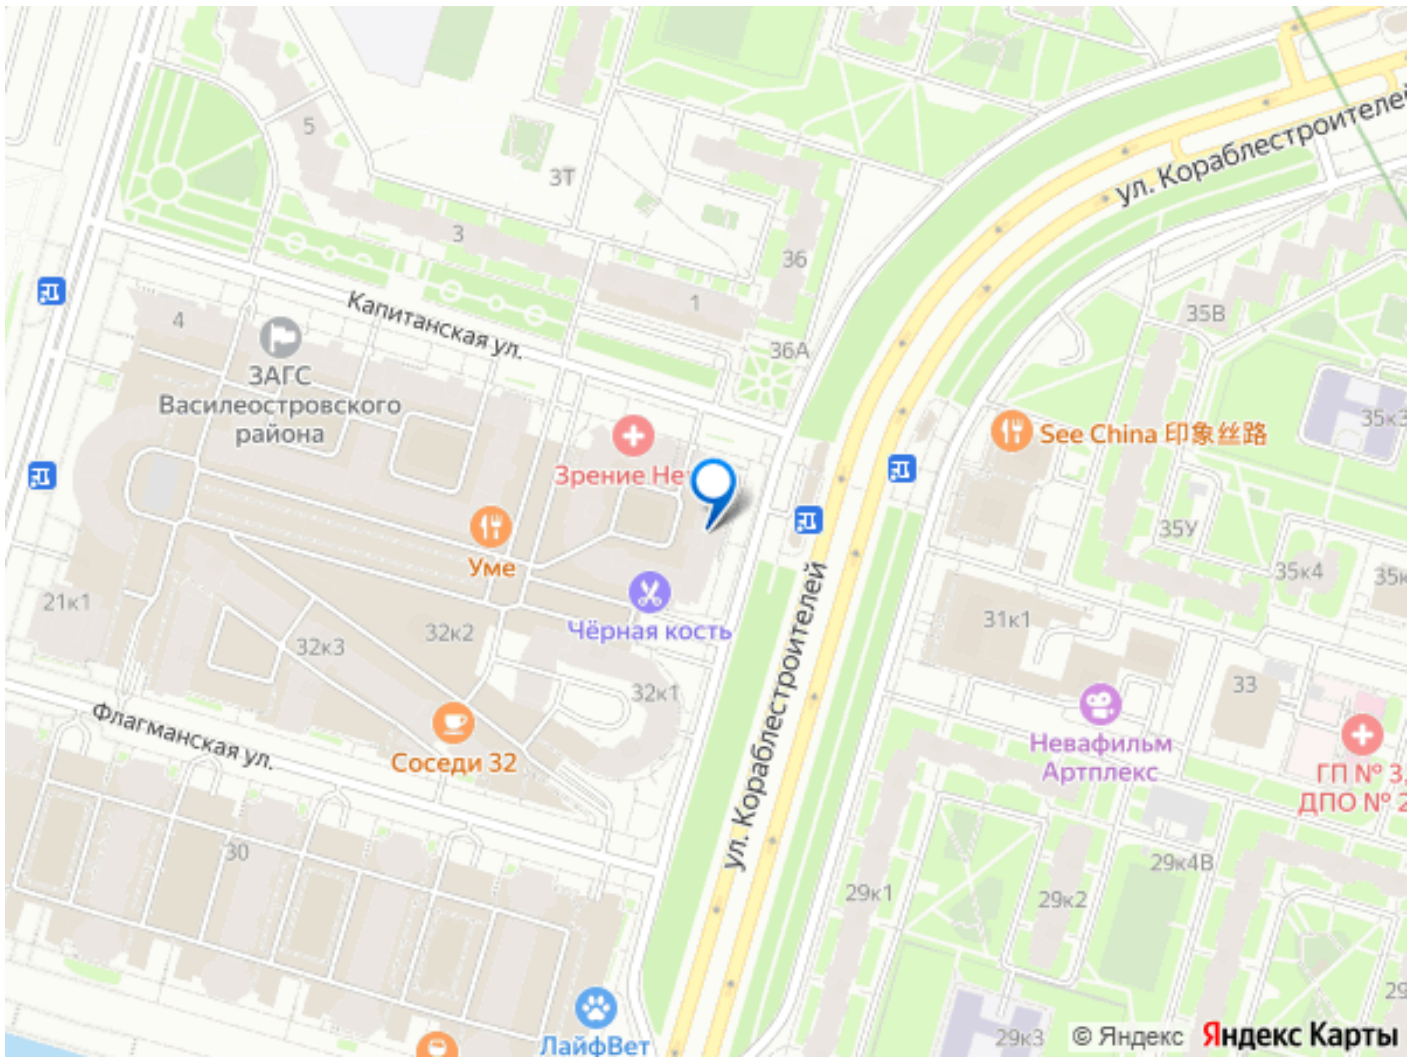 5
3Т
3
36
1
36А
4
Капитанская ул.
ЗАГС
Василеостровского
района
Зрение Не
ул. Кораблестроителей
35В
See China 印象丝路
35к3
35У
35к4
35к
Уме
Чёрная кость
21к1
32к3
32к2
32к1
31к1
33
Флагманская ул.
Соседи 32
ул. Кораблестроителей
Невафильм
Артплекс
ГП № 3,
ДПО № 2
30
29к1
29к2
29к4В
29
29к3
ЛайфВет
© Яндекс Яндекс Карты